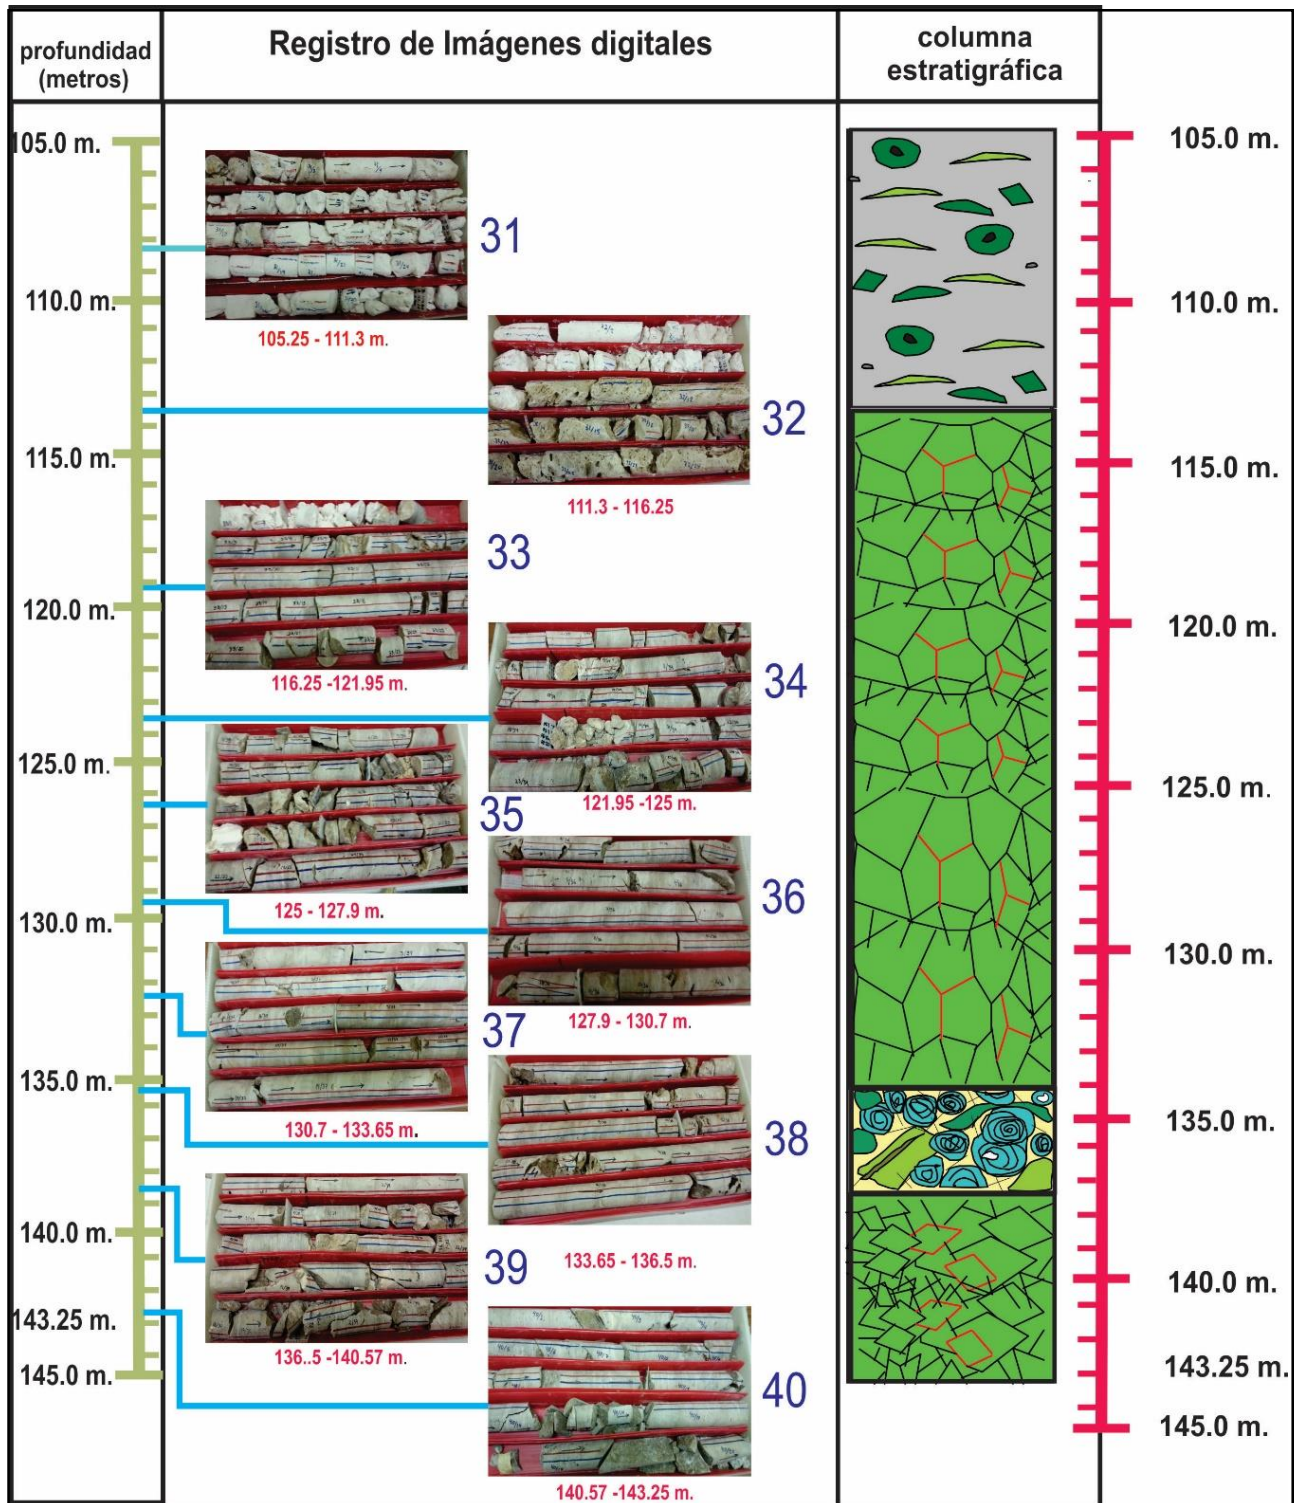 profundidad
(metros)
Registro de Imágenes digitales
columna
estratigráfica
105.0 m.
110.0 m.
115.0 m.
120.0 m.
125.0 m.
130.0 m.
135.0 m.
140.0 m.
143.25 m.
145.0 m.
31
105.25 - 111.3 m.
32
111.3 - 116.25
33
116.25 -121.95 m.
34
121.95 -125 m.
35
125 - 127.9 m.
36
127.9 - 130.7 m.
37
130.7 - 133.65 m.
38
133.65 - 136.5 m.
39
136..5 -140.57 m.
40
140.57 -143.25 m.
105.0 m.
110.0 m.
115.0 m.
120.0 m.
125.0 m.
130.0 m.
135.0 m.
140.0 m.
143.25 m.
145.0 m.